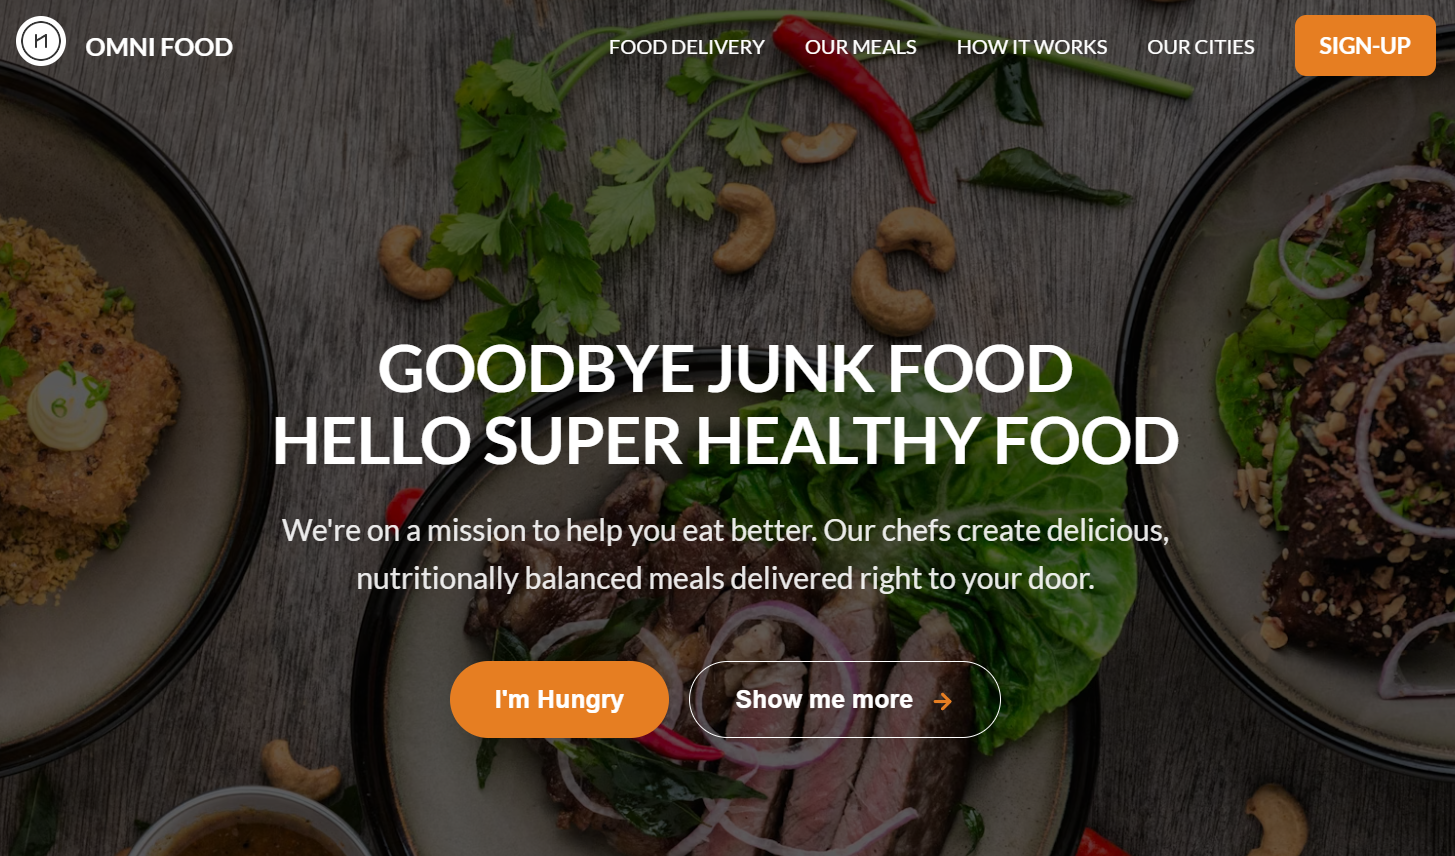 OMNI FOOD
FOOD DELIVERY OUR MEALS HOW IT WORKS OUR CITIES SIGN-UP
GOODBYE JUNK FOOD
HELLO SUPER HEALTHY FOOD
We're on a mission to help you eat better. Our chefs create delicious,
nutritionally balanced meals delivered right to your door.
I'm Hungry Show me more →